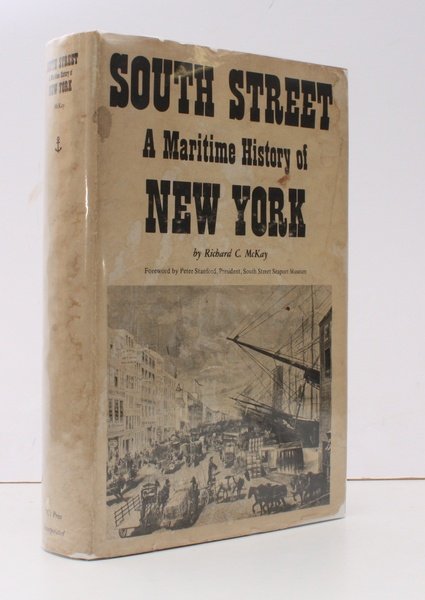 SOUTH STREET
A Maritime History of
NEW YORK
by Richard C. McKay
Foreword by Peter Stanford, President, South Street Seaport Museum
SOUTH STREET
A Maritime History of
NEW YORK
McKay